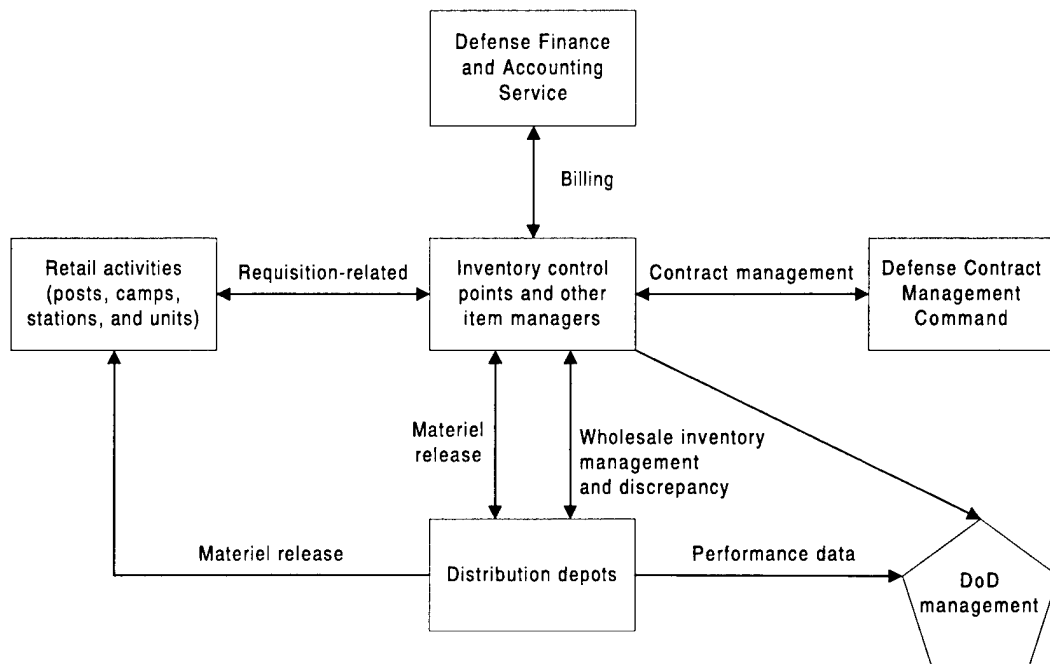 Defense Finance
and Accounting
Service
Billing
Retail activities
(posts, camps,
stations, and units)
Requisition-related
Inventory control
points and other
item managers
Contract management
Defense Contract
Management
Command
Materiel
release
Wholesale inventory
management
and discrepancy
Materiel release
Distribution depots
Performance data
DoD
management